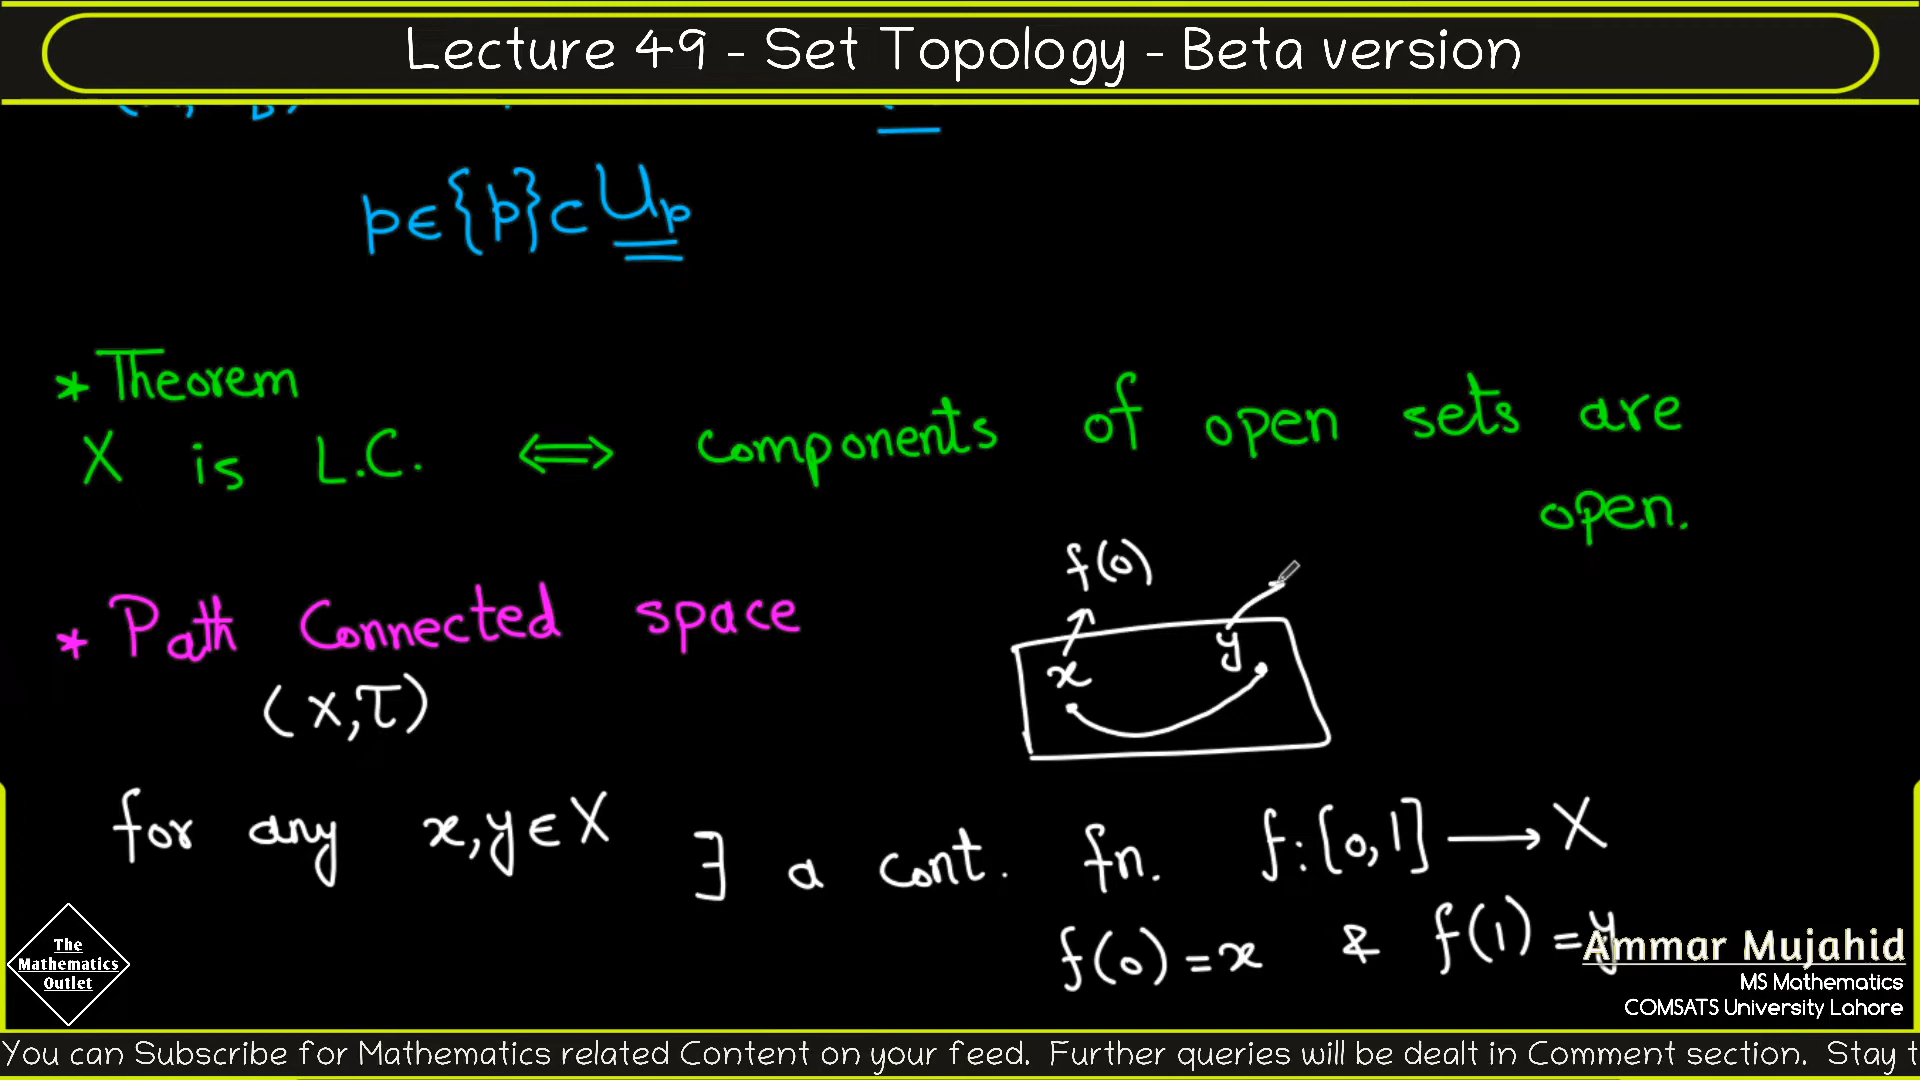 Lecture 49 - Set Topology - Beta version
p∈{p}⊂ U_p
* Theorem
X is L.C. ⟺ components of open sets are
open.
f(0)
* Path Connected space
x y
(X,τ)
for any x,y∈X ∃ a cont. fn. f:[0,1]⟶X
f(0)=x & f(1)=y
The
Mathematics
Outlet
Ammar Mujahid
MS Mathematics
COMSATS University Lahore
You can Subscribe for Mathematics related Content on your feed. Further queries will be dealt in Comment section. Stay